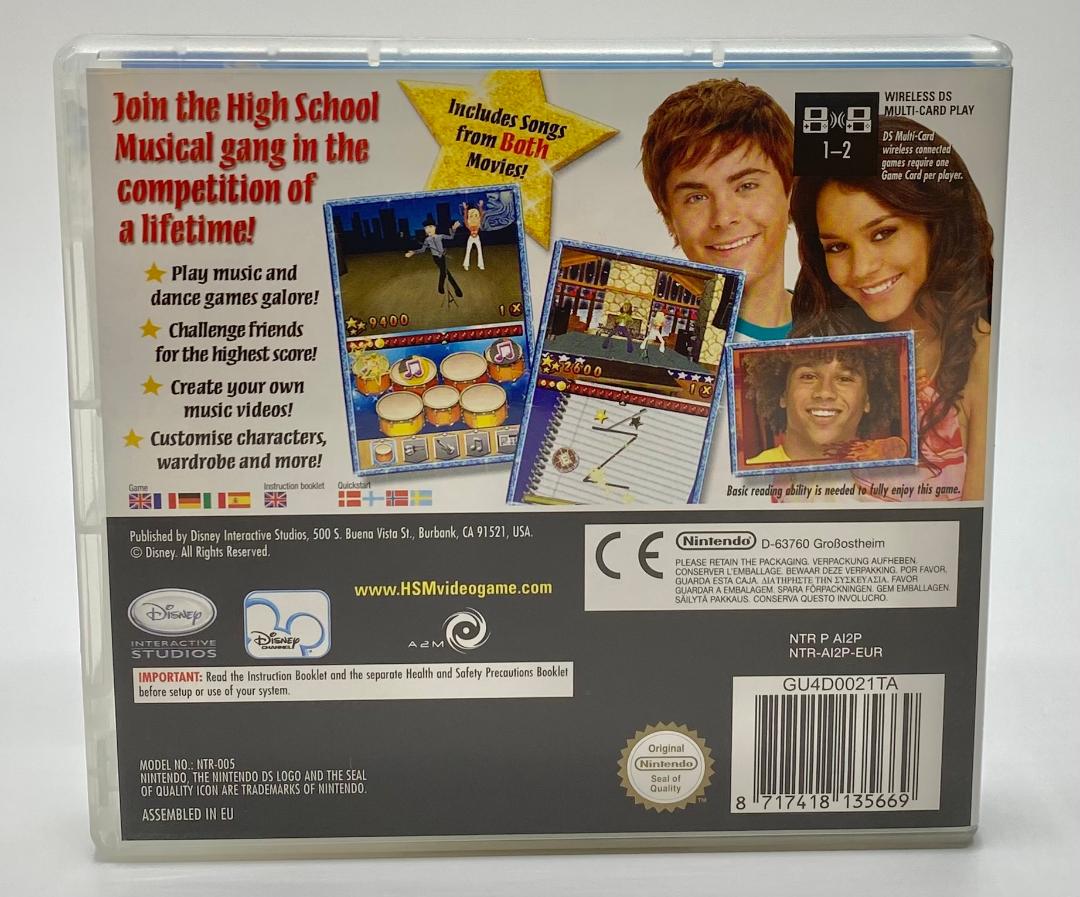 Join the High School
Musical gang in the
competition of
a lifetime!
Play music and
dance games galore!
Challenge friends
for the highest score!
Create your own
music videos!
Customise characters,
wardrobe and more!
Includes Songs
from Both
Movies!
WIRELESS DS
MULTI-CARD PLAY
1-2
DS Multi-Card
wireless connected
games require one
Game Card per player.
9400
1 x
2600
1 x
Game
Instruction booklet
Quickstart
Basic reading ability is needed to fully enjoy this game.
Published by Disney Interactive Studios, 500 S. Buena Vista St., Burbank, CA 91521, USA.
© Disney. All Rights Reserved.
www.HSMvideogame.com
Disney
INTERACTIVE
STUDIOS
Disney
CHANNEL
A2M
CE
Nintendo
D-63760 Großostheim
PLEASE RETAIN THE PACKAGING. VERPACKUNG AUFHEBEN.
CONSERVER L'EMBALLAGE. BEWAAR DEZE VERPAKKING. POR FAVOR,
GUARDA ESTA CAJA. ΔΙΑΤΗΡΗΣΤΕ ΤΗΝ ΣΥΣΚΕΥΑΣΙΑ. FAVOR
GUARDAR A EMBALAGEM. SPARA FÖRPACKNINGEN. GEM EMBALLAGEN.
SÄILYTÄ PAKKAUS. CONSERVA QUESTO INVOLUCRO.
NTR P AI2P
NTR-AI2P-EUR
IMPORTANT: Read the Instruction Booklet and the separate Health and Safety Precautions Booklet
before setup or use of your system.
GU4D0021TA
8 717418 135669
MODEL NO.: NTR-005
NINTENDO, THE NINTENDO DS LOGO AND THE SEAL
OF QUALITY ICON ARE TRADEMARKS OF NINTENDO.
ASSEMBLED IN EU
Original
Nintendo
Seal of
Quality
TM